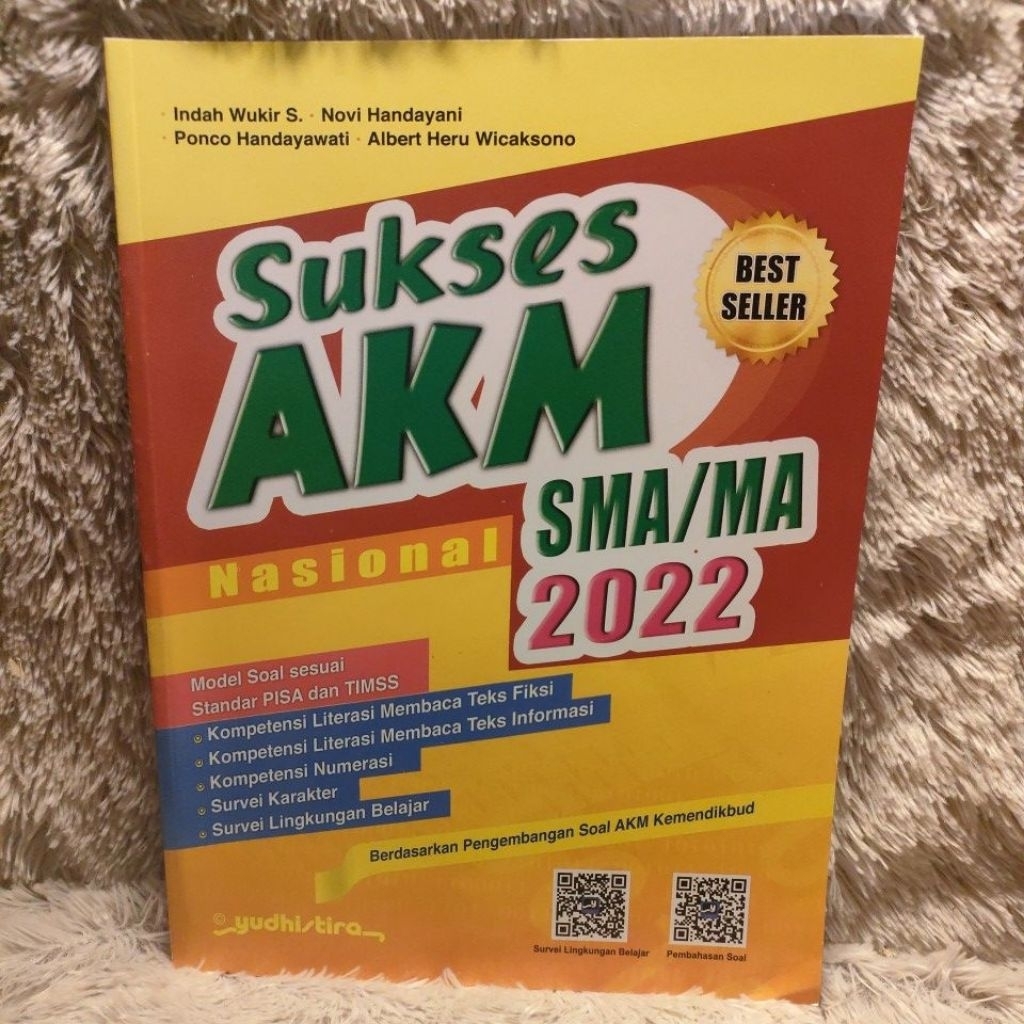 · Indah Wukir S. · Novi Handayani
· Ponco Handayawati · Albert Heru Wicaksono
Sukses
AKM
BEST
SELLER
SMA/MA
Nasional
2022
Model Soal sesuai
Standar PISA dan TIMSS
Kompetensi Literasi Membaca Teks Fiksi
Kompetensi Literasi Membaca Teks Informasi
Kompetensi Numerasi
Survei Karakter
Survei Lingkungan Belajar
Berdasarkan Pengembangan Soal AKM Kemendikbud
© yudhistira
Survei Lingkungan Belajar
Pembahasan Soal